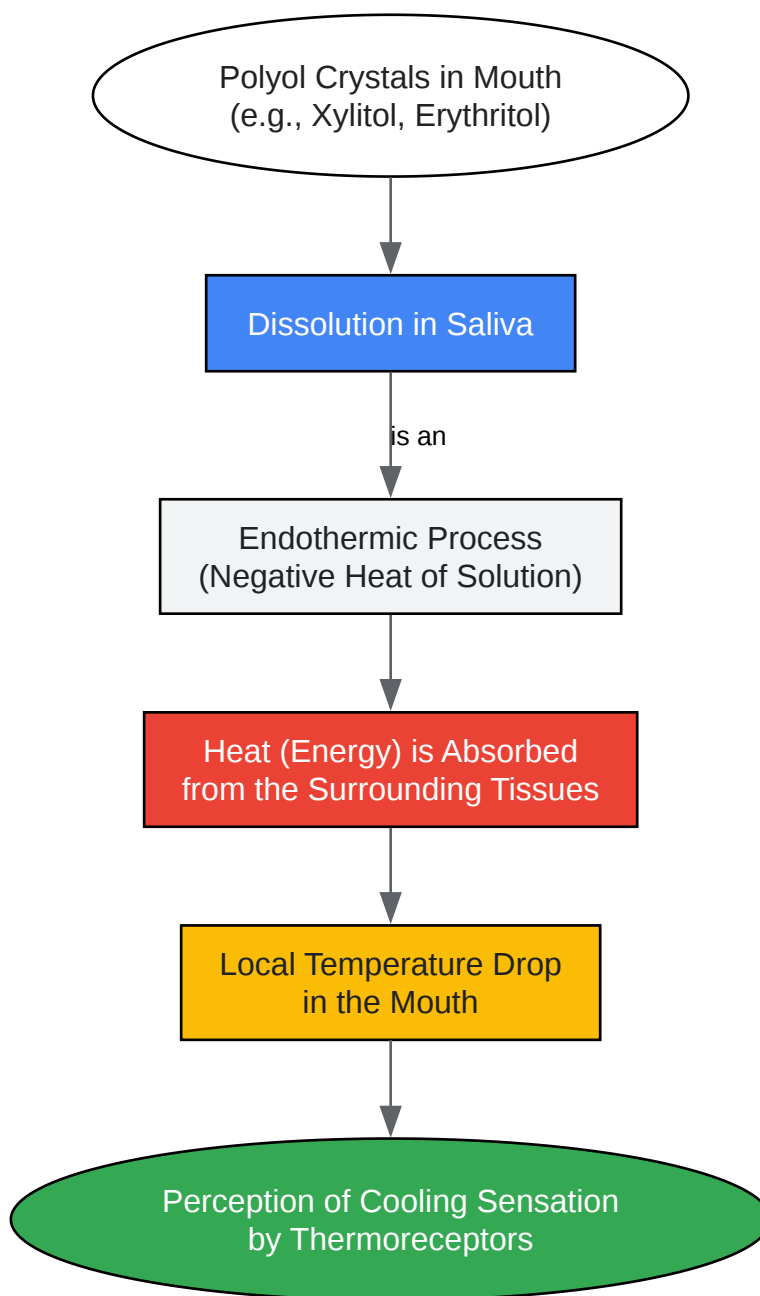 Polyol Crystals in Mouth
(e.g., Xylitol, Erythritol)
Dissolution in Saliva
is an
Endothermic Process
(Negative Heat of Solution)
Heat (Energy) is Absorbed
from the Surrounding Tissues
Local Temperature Drop
in the Mouth
Perception of Cooling Sensation
by Thermoreceptors